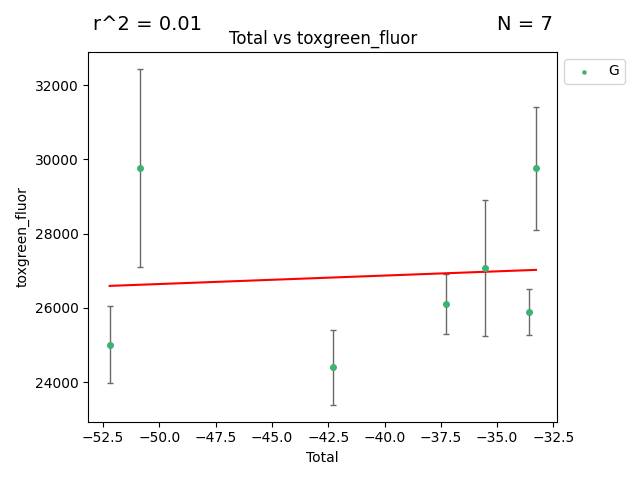 r^2 = 0.01
N = 7
Total vs toxgreen_fluor
G
32000
30000
28000
26000
24000
toxgreen_fluor
−52.5 −50.0 −47.5 −45.0 −42.5 −40.0 −37.5 −35.0 −32.5
Total